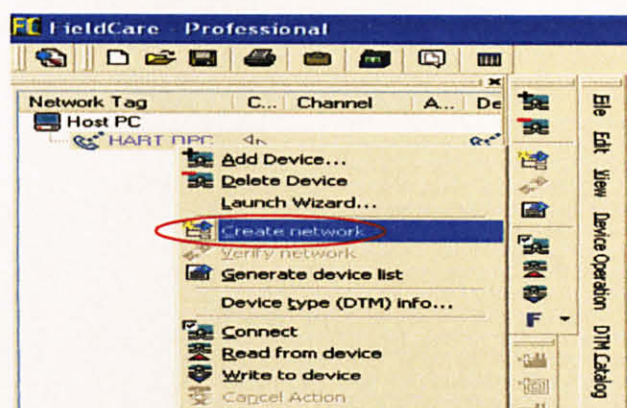 FC FieldCare - Professional
Network Tag C... Channel A... De
Host PC
HART
Add Device...
Delete Device
Launch Wizard...
Create network
Verify network
Generate device list
Device type (DTM) info...
Connect
Read from device
Write to device
Cancel Action
F
File Edit View Device Operation DTM Catalog